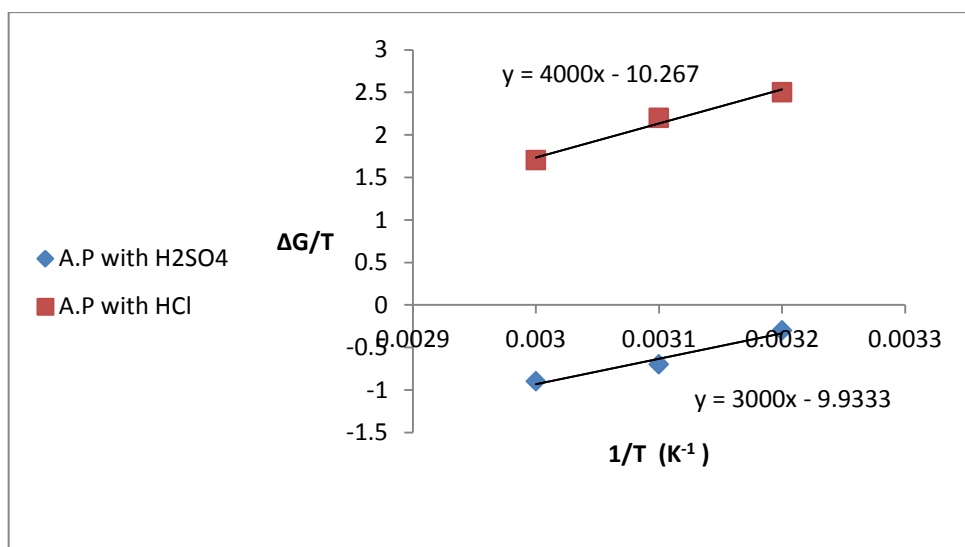 3
y = 4000x - 10.267
2.5
2
1.5
1
ΔG/T
A.P with H2SO4
0.5
A.P with HCl
0
0.0029 0.003 0.0031 0.0032 0.0033
-0.5
-1
y = 3000x - 9.9333
-1.5
1/T (K⁻¹ )